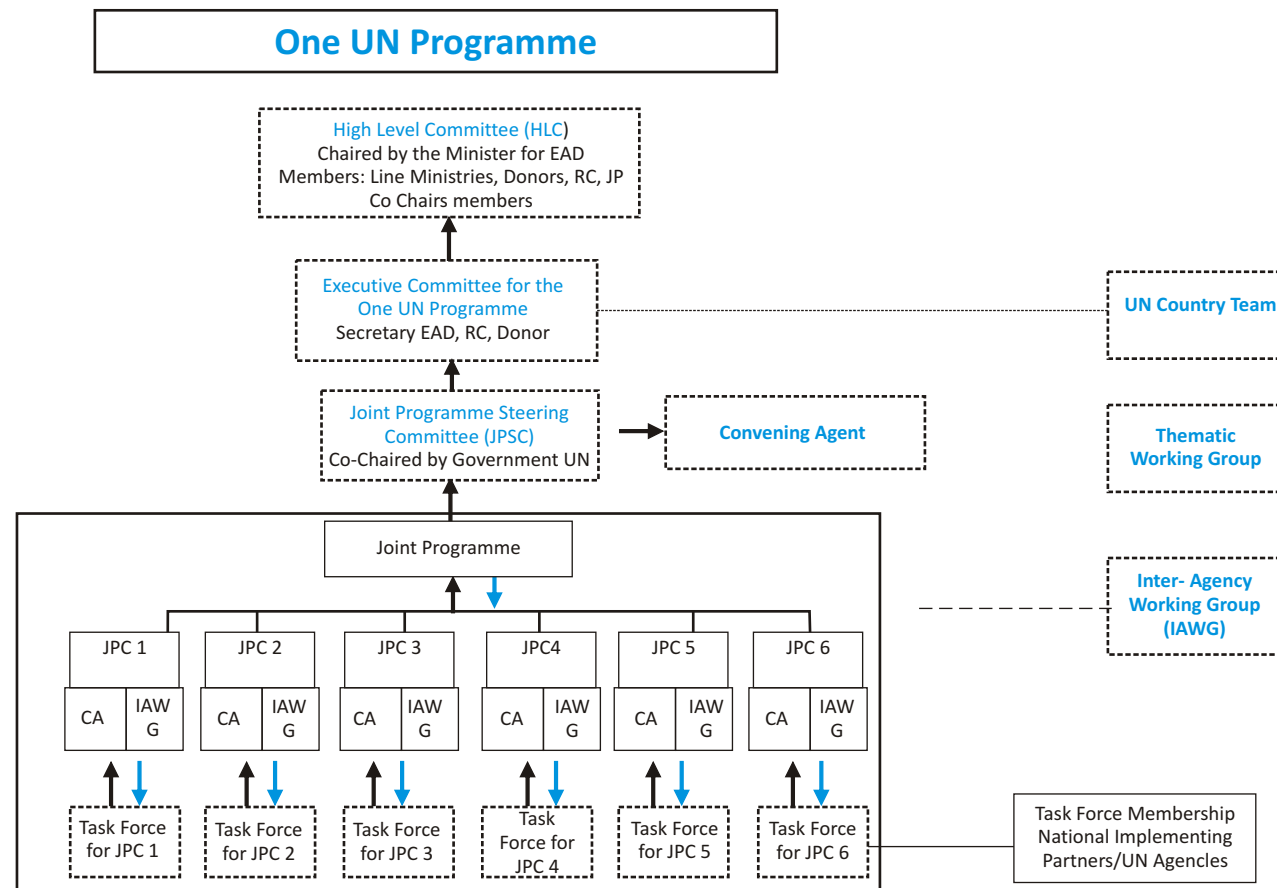 One UN Programme
High Level Committee (HLC)
Chaired by the Minister for EAD
Members: Line Ministries, Donors, RC, JP
Co Chairs members
Executive Committee for the
One UN Programme
Secretary EAD, RC, Donor
UN Country Team
Joint Programme Steering
Committee (JPSC)
Co-Chaired by Government UN
Convening Agent
Thematic
Working Group
Joint Programme
Inter- Agency
Working Group
(IAWG)
JPC 1
JPC 2
JPC 3
JPC4
JPC 5
JPC 6
CA
IAW
G
CA
IAW
G
CA
IAW
G
CA
IAW
G
CA
IAW
G
CA
IAW
G
Task Force
for JPC 1
Task Force
for JPC 2
Task Force
for JPC 3
Task
Force for
JPC 4
Task Force
for JPC 5
Task Force
for JPC 6
Task Force Membership
National Implementing
Partners/UN Agencies